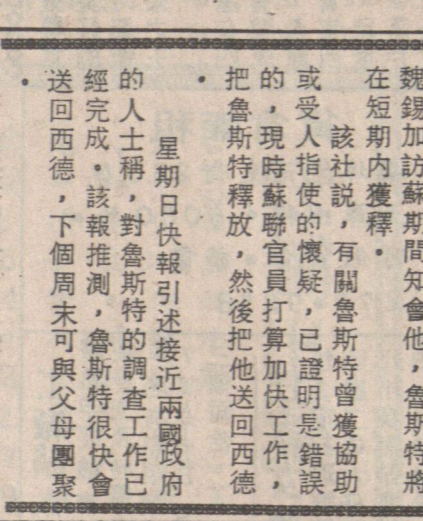 魏錫加訪蘇期間知會他，魯斯特將
在短期内獲釋。
該社説，有關魯斯特曾獲協助
或受人指使的懷疑，已證明是錯誤
的，現時蘇聯官員打算加快工作，
把魯斯特釋放，然後把他送回西德
。
星期日快報引述接近兩國政府
的人士稱，對魯斯特的調查工作已
經完成。該報推測，魯斯特很快會
送回西德，下個周末可與父母團聚
。